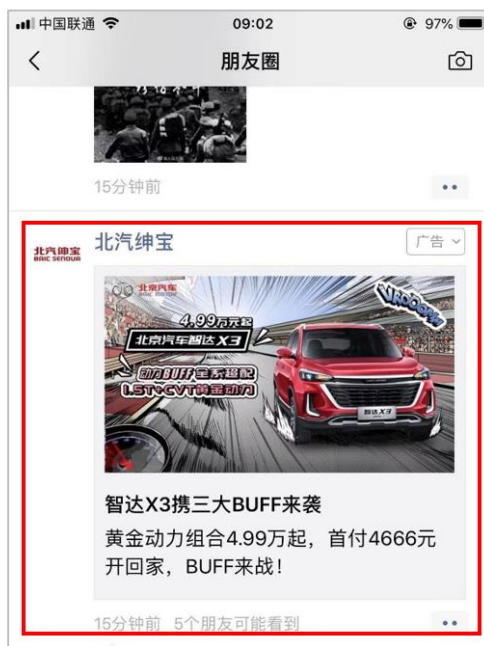 中国联通
09:02
97%
朋友圈
15分钟前
北汽绅宝
BAIC SENOVA
北汽绅宝
广告
北京汽车
4.99万元起
北京汽车智达X3
动力BUFF全系搭配
1.5T+CVT黄金动力
VROOOPM
智达X3
智达X3携三大BUFF来袭
黄金动力组合4.99万起，首付4666元
开回家，BUFF来战！
15分钟前 5个朋友可能看到